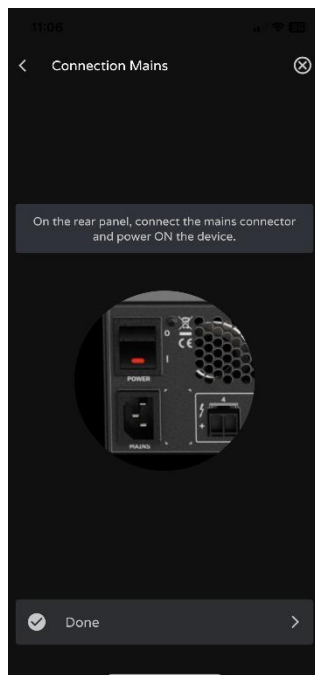 11:06
Connection Mains
On the rear panel, connect the mains connector
and power ON the device.
O
CE
I
POWER
4
+
MAINS
Done